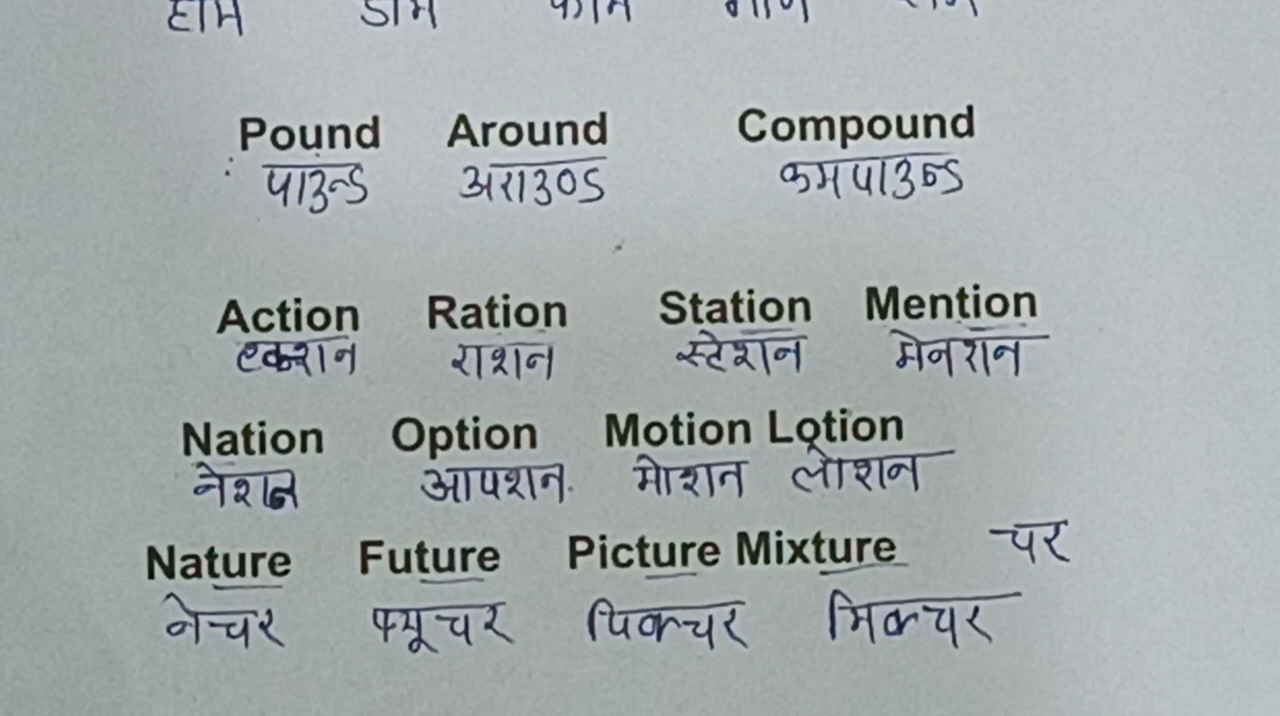 Pound Around Compound
पाउन्ड अराउण्ड कमपाउन्ड
Action Ration Station Mention
एक्शन राशन स्टेशन मेनशन
Nation Option Motion Lotion
नेशन आपशन मोशन लोशन
Nature Future Picture Mixture चर
नेचर फ्यूचर पिक्चर मिक्चर